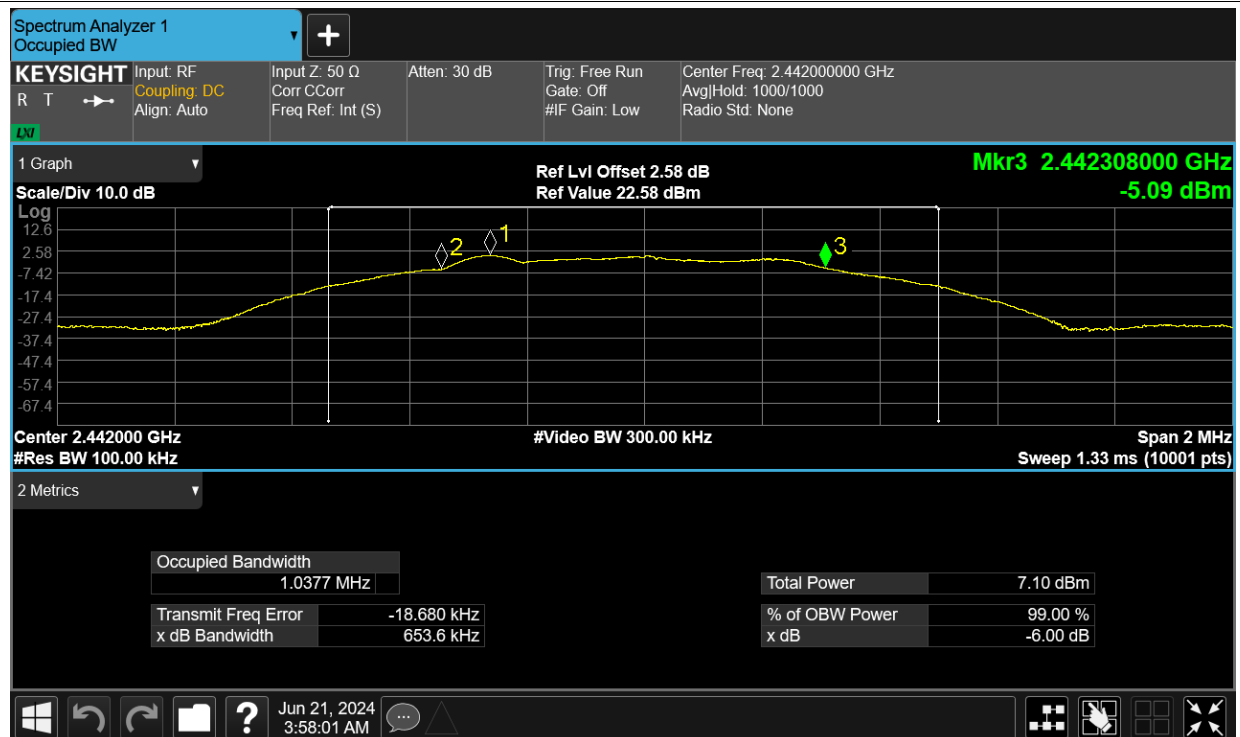 Spectrum Analyzer 1
Occupied BW
KEYSIGHT
R T
LXI
Input: RF
Coupling: DC
Align: Auto
Input Z: 50 Ω
Corr CCorr
Freq Ref: Int (S)
Atten: 30 dB
Trig: Free Run
Gate: Off
#IF Gain: Low
Center Freq: 2.442000000 GHz
Avg|Hold: 1000/1000
Radio Std: None
1 Graph
Scale/Div 10.0 dB
Ref Lvl Offset 2.58 dB
Ref Value 22.58 dBm
Mkr3 2.442308000 GHz
-5.09 dBm
Log
12.6
2.58
-7.42
-17.4
-27.4
-37.4
-47.4
-57.4
-67.4
2
1
3
Center 2.442000 GHz
#Res BW 100.00 kHz
#Video BW 300.00 kHz
Span 2 MHz
Sweep 1.33 ms (10001 pts)
2 Metrics
Occupied Bandwidth
1.0377 MHz
Transmit Freq Error -18.680 kHz
x dB Bandwidth 653.6 kHz
Total Power 7.10 dBm
% of OBW Power 99.00 %
x dB -6.00 dB
?
Jun 21, 2024
3:58:01 AM